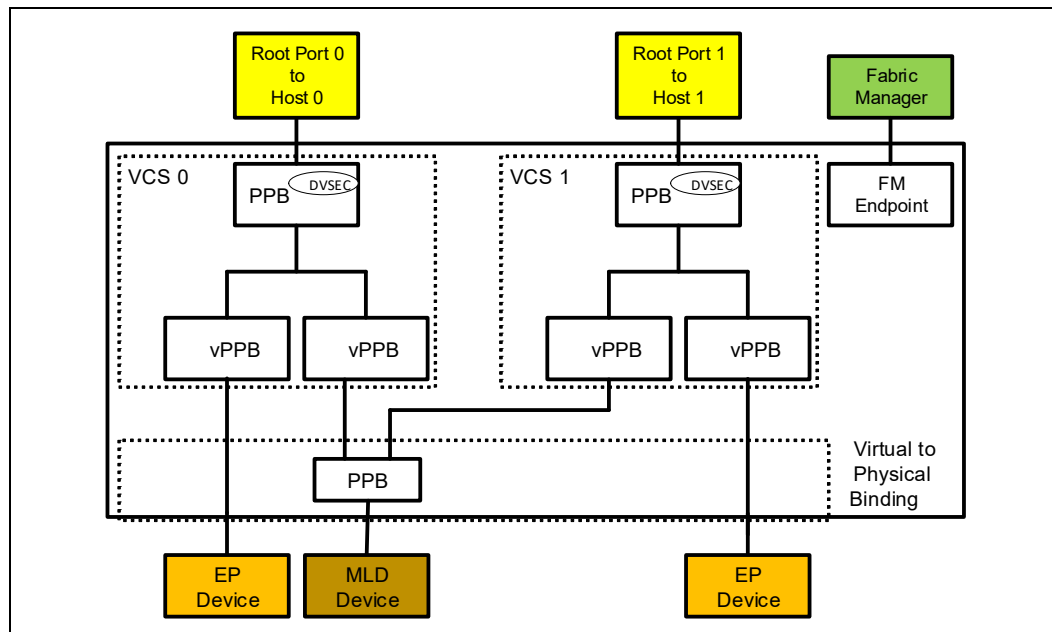 Root Port 0
to
Host 0
Root Port 1
to
Host 1
Fabric
Manager
VCS 0
PPB
DVSEC
VCS 1
PPB
DVSEC
FM
Endpoint
vPPB
vPPB
vPPB
vPPB
PPB
Virtual to
Physical
Binding
EP
Device
MLD
Device
EP
Device